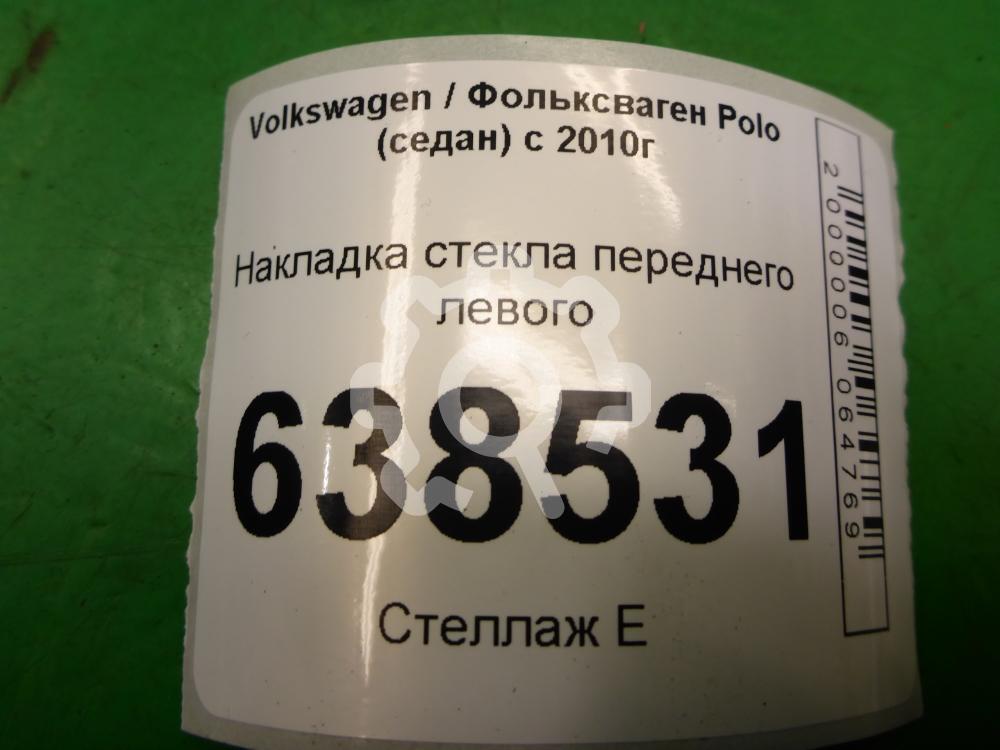 Volkswagen / Фольксваген Polo
(седан) с 2010г
Накладка стекла переднего
левого
638531
Стеллаж Е
2000006064769